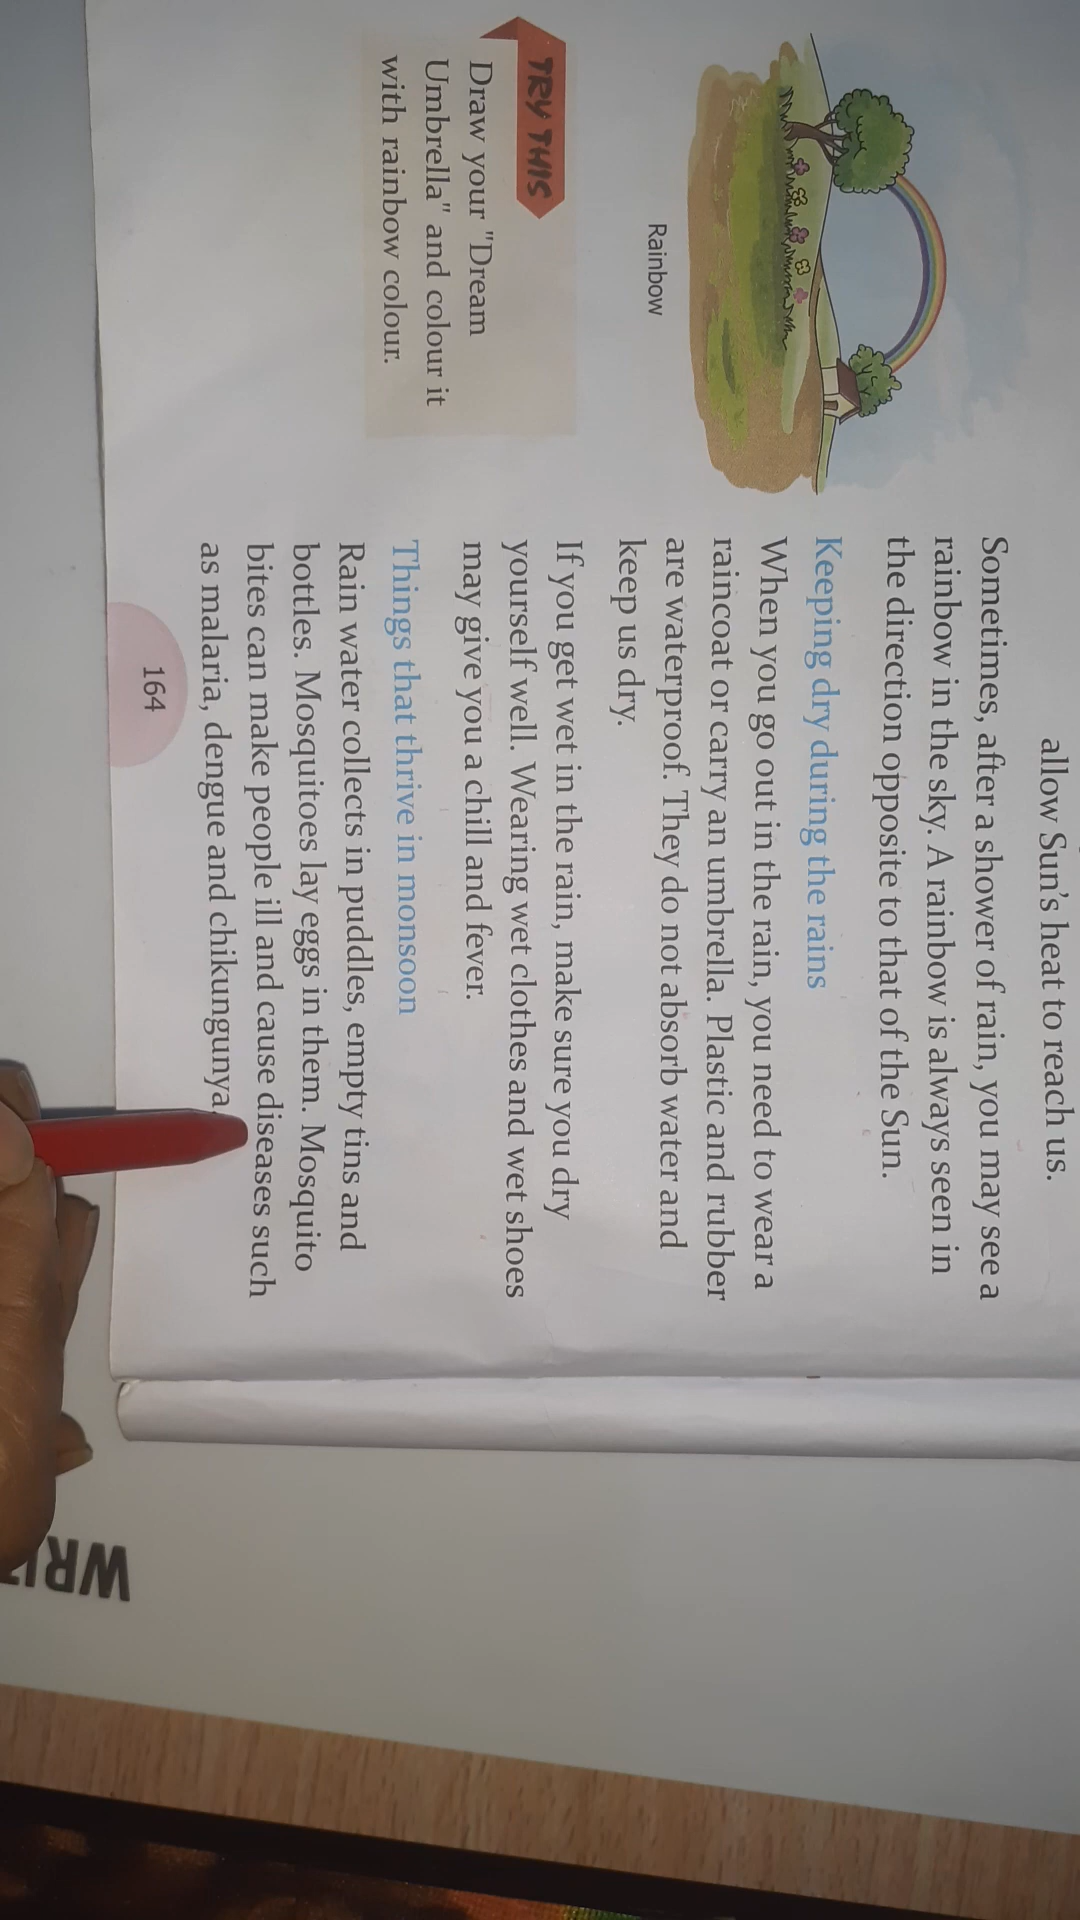 allow Sun's heat to reach us.
Sometimes, after a shower of rain, you may see a
rainbow in the sky. A rainbow is always seen in
the direction opposite to that of the Sun.
Keeping dry during the rains
When you go out in the rain, you need to wear a
raincoat or carry an umbrella. Plastic and rubber
are waterproof. They do not absorb water and
keep us dry.
If you get wet in the rain, make sure you dry
yourself well. Wearing wet clothes and wet shoes
may give you a chill and fever.
Things that thrive in monsoon
Rain water collects in puddles, empty tins and
bottles. Mosquitoes lay eggs in them. Mosquito
bites can make people ill and cause diseases such
as malaria, dengue and chikungunya.
Rainbow
TRY THIS
Draw your "Dream
Umbrella" and colour it
with rainbow colour.
164